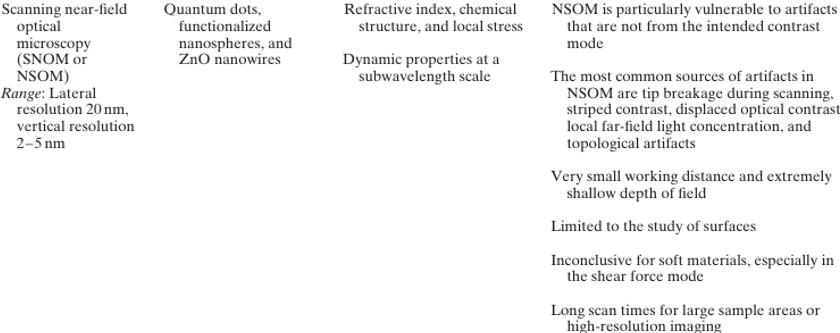 Scanning near-field
optical
microscopy
(SNOM or
NSOM)
Range: Lateral
resolution 20 nm,
vertical resolution
2–5 nm
Quantum dots,
functionalized
nanospheres, and
ZnO nanowires
Refractive index, chemical
structure, and local stress
Dynamic properties at a
subwavelength scale
NSOM is particularly vulnerable to artifacts
that are not from the intended contrast
mode
The most common sources of artifacts in
NSOM are tip breakage during scanning,
striped contrast, displaced optical contrast
local far-field light concentration, and
topological artifacts
Very small working distance and extremely
shallow depth of field
Limited to the study of surfaces
Inconclusive for soft materials, especially in
the shear force mode
Long scan times for large sample areas or
high-resolution imaging